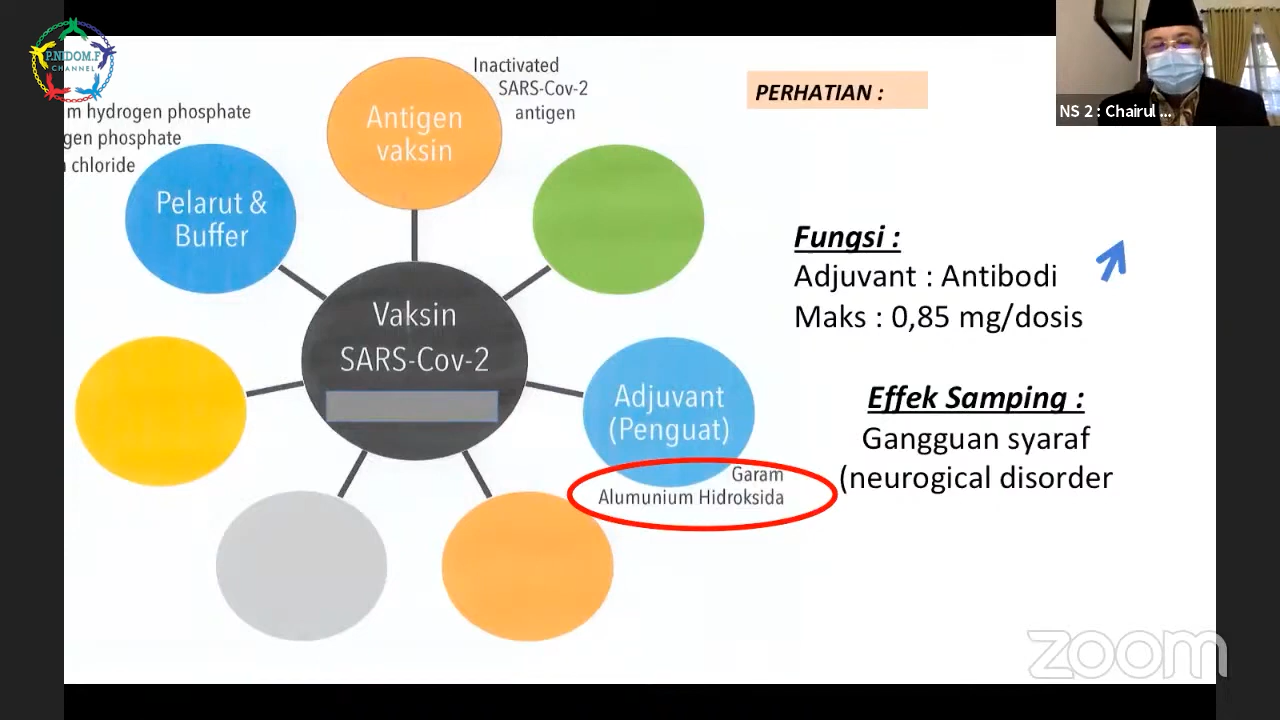 P.NIDOM.F
CHANNEL
m hydrogen phosphate
gen phosphate
chloride
Pelarut &
Buffer
Antigen
vaksin
Inactivated
SARS-Cov-2
antigen
Vaksin
SARS-Cov-2
Adjuvant
(Penguat)
Garam
Alumunium Hidroksida
PERHATIAN :
Fungsi :
Adjuvant : Antibodi
Maks : 0,85 mg/dosis
Effek Samping :
Gangguan syaraf
(neurogical disorder
NS 2 : Chairul ...
zoom